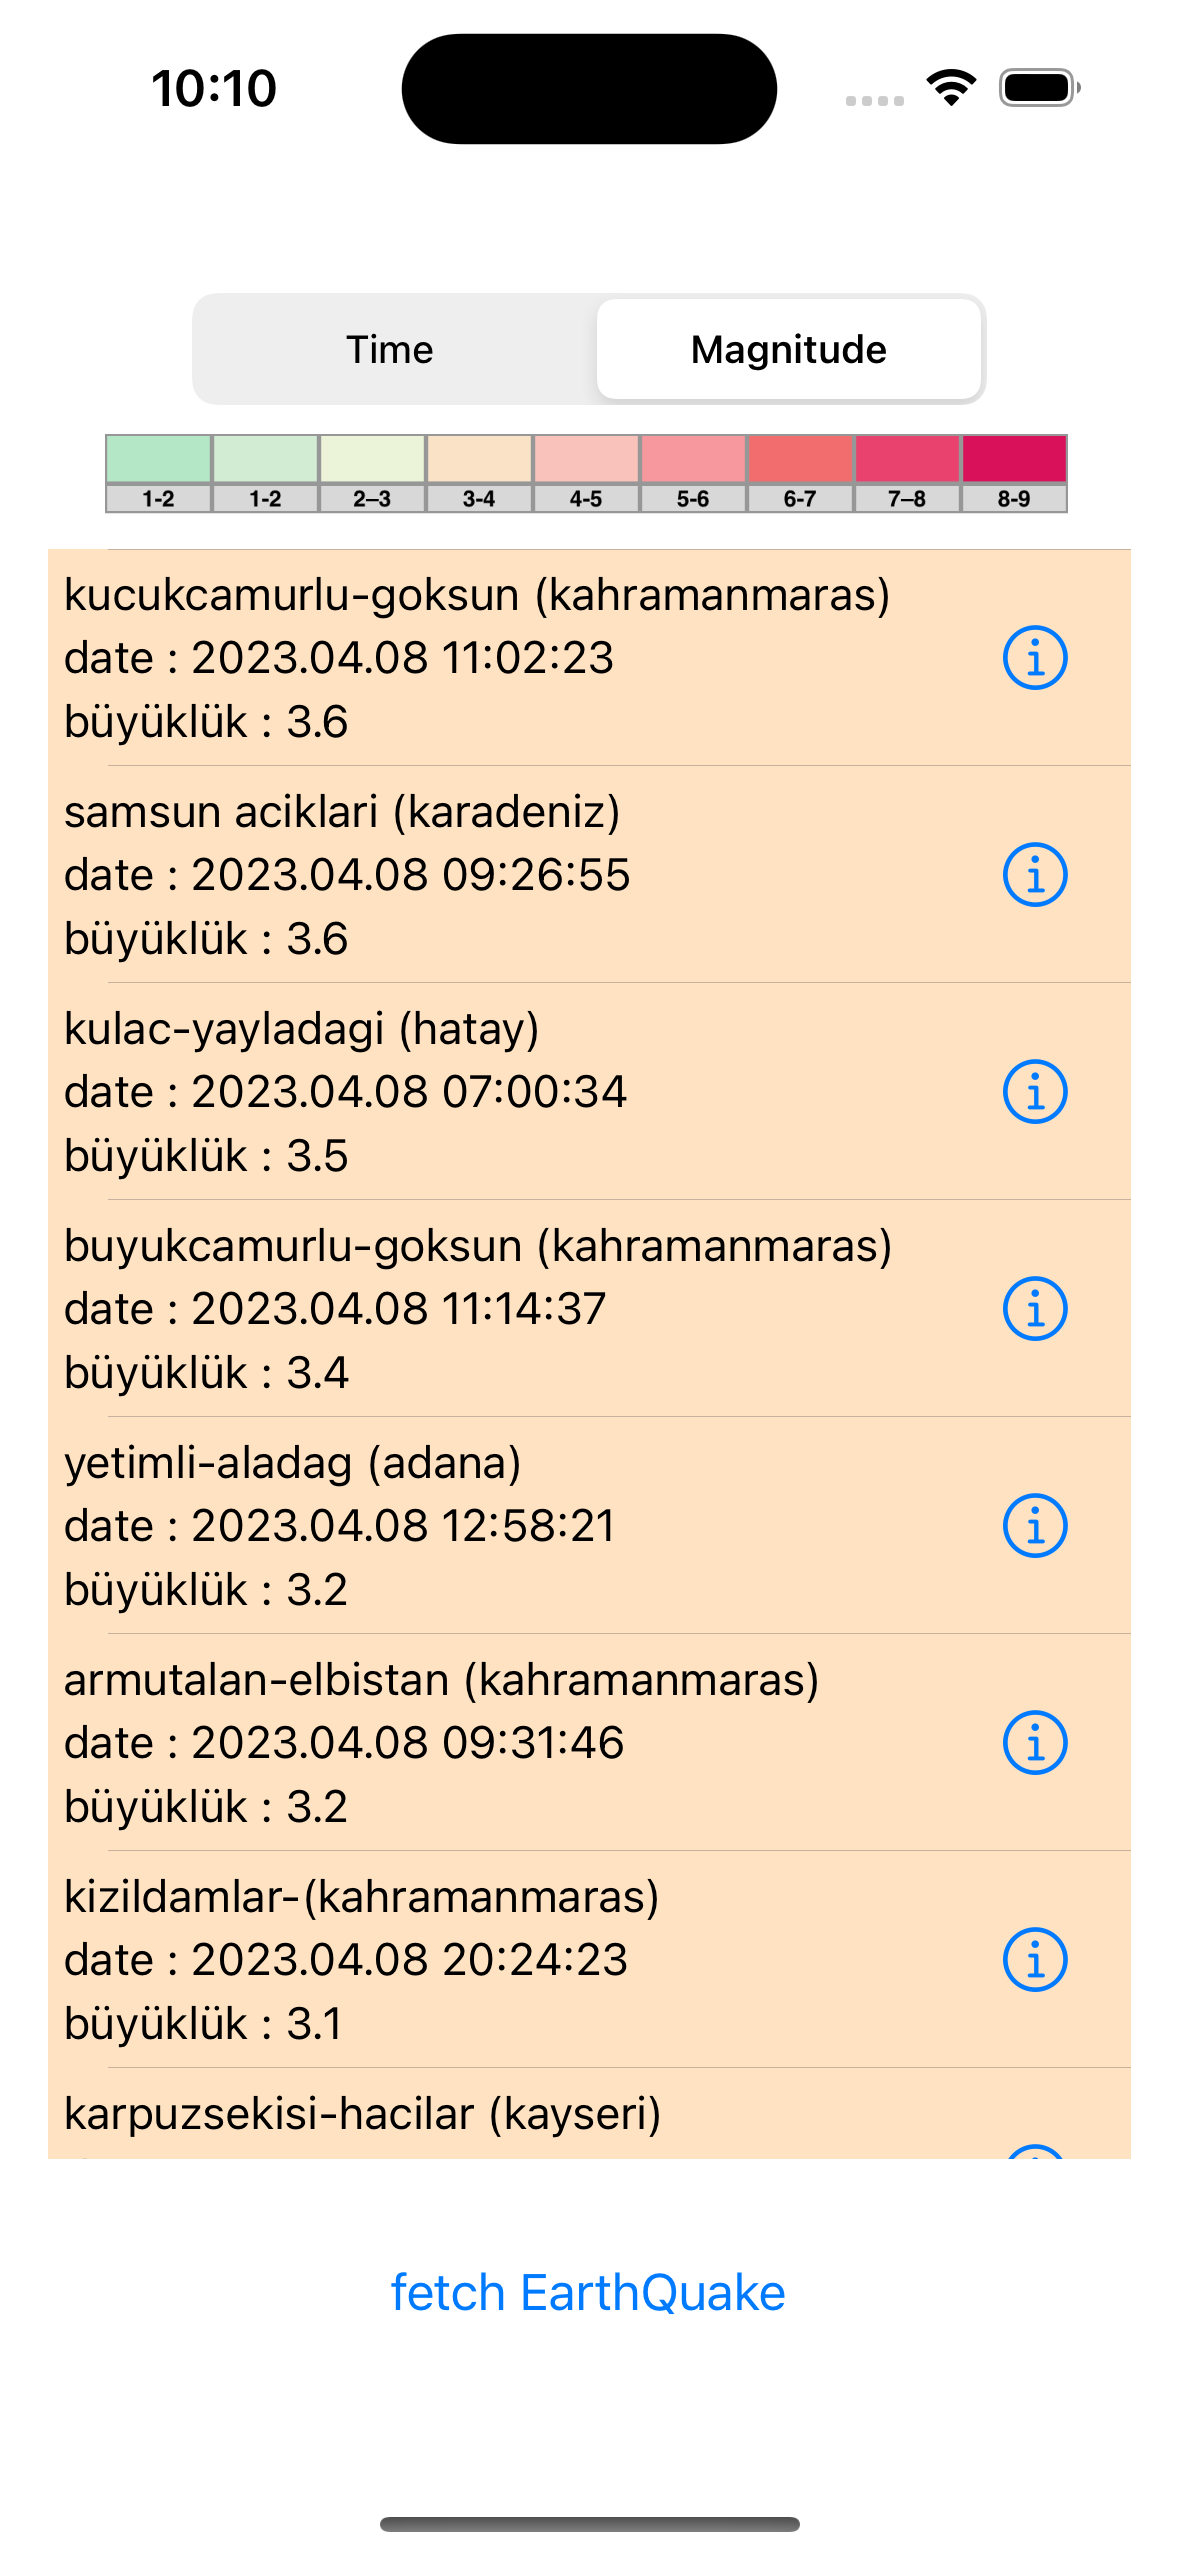 10:10
Time Magnitude
1-2 1-2 2–3 3-4 4-5 5-6 6-7 7–8 8-9
kucukcamurlu-goksun (kahramanmaras)
date : 2023.04.08 11:02:23
büyüklük : 3.6
samsun aciklari (karadeniz)
date : 2023.04.08 09:26:55
büyüklük : 3.6
kulac-yayladagi (hatay)
date : 2023.04.08 07:00:34
büyüklük : 3.5
buyukcamurlu-goksun (kahramanmaras)
date : 2023.04.08 11:14:37
büyüklük : 3.4
yetimli-aladag (adana)
date : 2023.04.08 12:58:21
büyüklük : 3.2
armutalan-elbistan (kahramanmaras)
date : 2023.04.08 09:31:46
büyüklük : 3.2
kizildamlar-(kahramanmaras)
date : 2023.04.08 20:24:23
büyüklük : 3.1
karpuzsekisi-hacilar (kayseri)
fetch EarthQuake